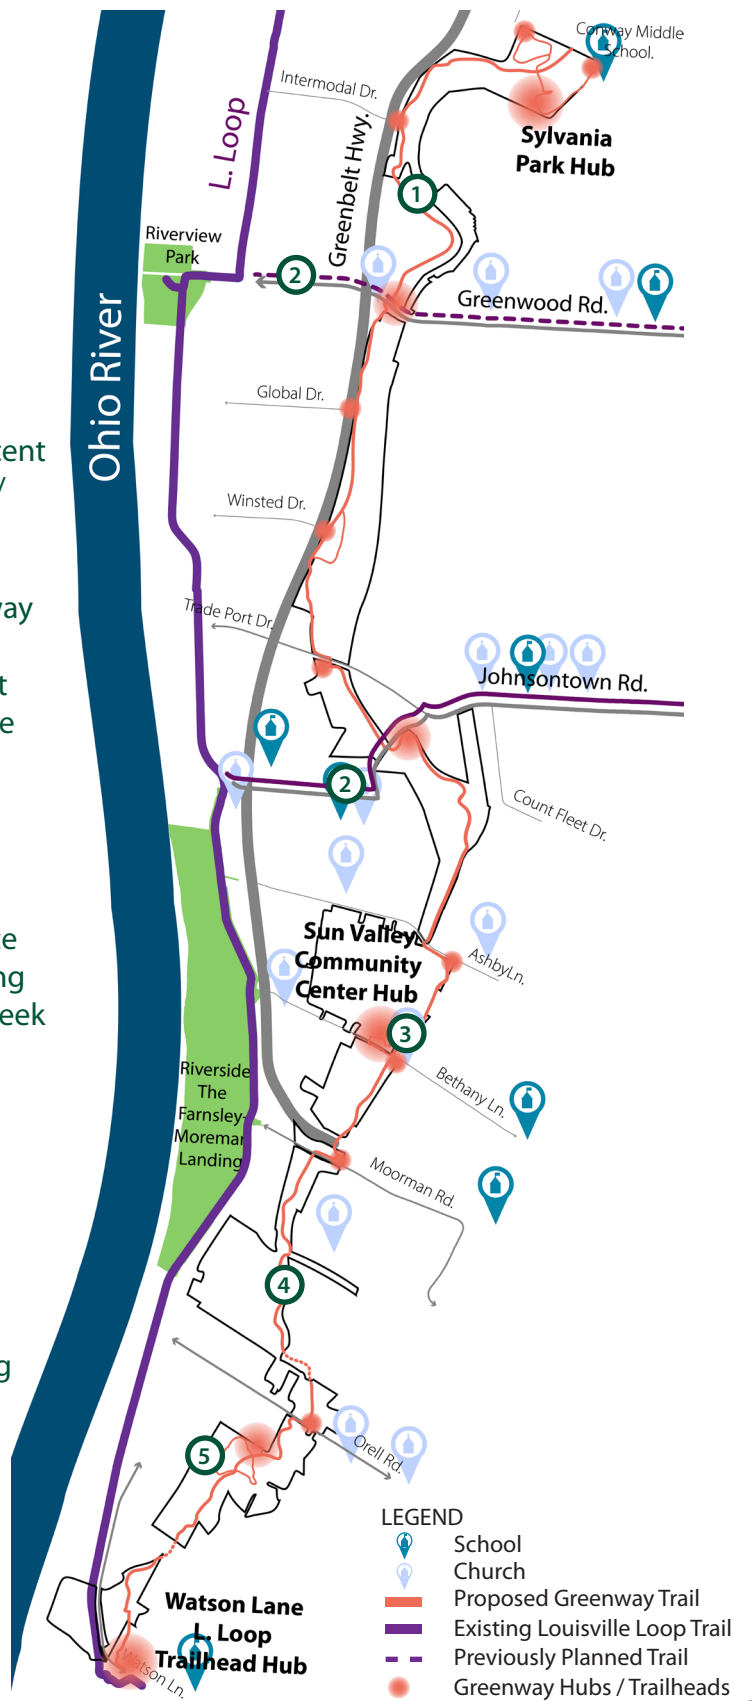 Conway Middle
School.
Intermodal Dr.
Sylvania
Park Hub
L. Loop
Greenbelt Hwy.
1
Riverview
Park
2
Greenwood Rd.
Ohio River
Global Dr.
Winsted Dr.
Trade Port Dr.
Johnsontown Rd.
2
Count Fleet Dr.
Sun Valley
Community
Center Hub
AshbyLn.
3
Bethany Ln.
Riverside
The
Farnsley-
Moreman
Landing
Moorman Rd.
4
5
Orell Rd.
Watson Lane
L. Loop
Trailhead Hub
Watson Ln.
LEGEND
School
Church
Proposed Greenway Trail
Existing Louisville Loop Trail
Previously Planned Trail
Greenway Hubs / Trailheads